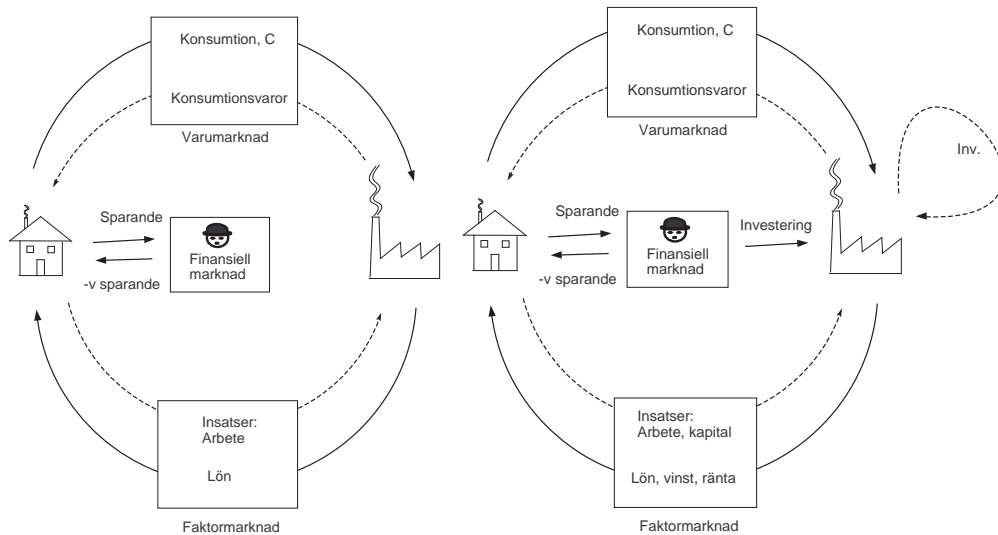 Konsumtion, C
Konsumtionsvaror
Varumarknad
Sparande
Finansiell
marknad
-v sparande
Insatser:
Arbete
Lön
Faktormarknad
Konsumtion, C
Konsumtionsvaror
Varumarknad
Inv.
Sparande
Finansiell
marknad
Investering
-v sparande
Insatser:
Arbete, kapital
Lön, vinst, ränta
Faktormarknad